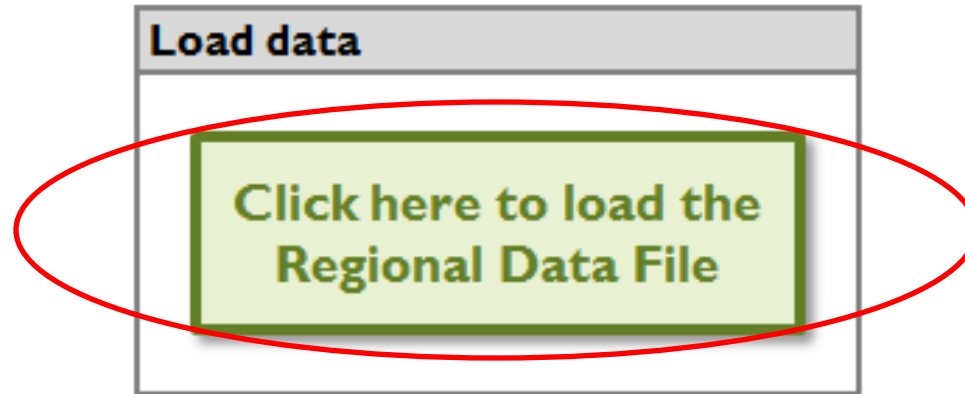 Load data
Click here to load the
Regional Data File